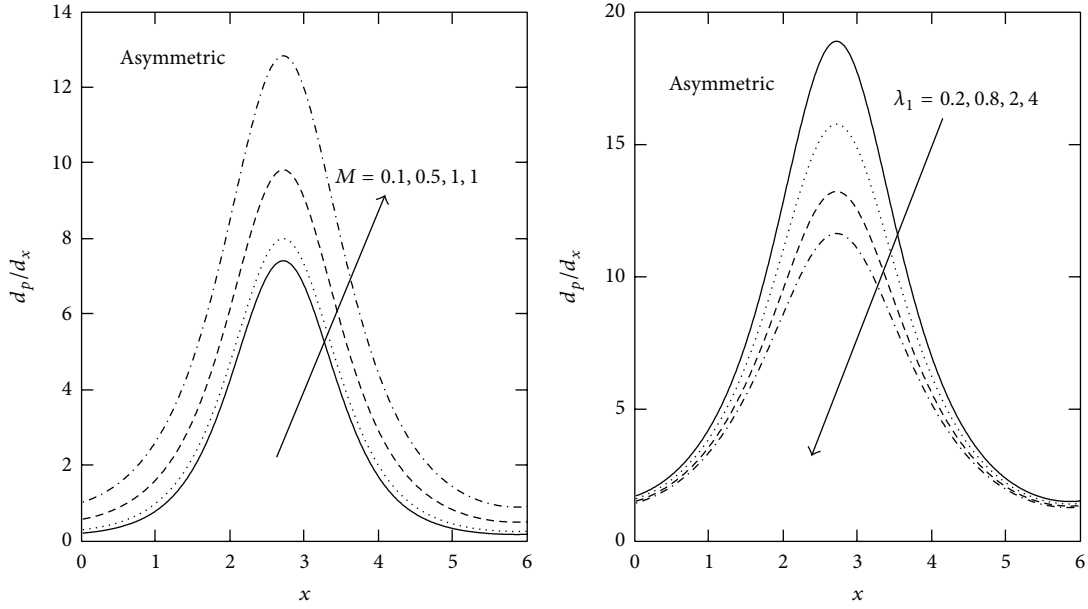 14
12
10
8
6
4
2
0
d_p/d_x
Asymmetric
M = 0.1, 0.5, 1, 1
0 1 2 3 4 5 6
x
20
15
10
5
0
d_p/d_x
Asymmetric
λ_1 = 0.2, 0.8, 2, 4
0 1 2 3 4 5 6
x